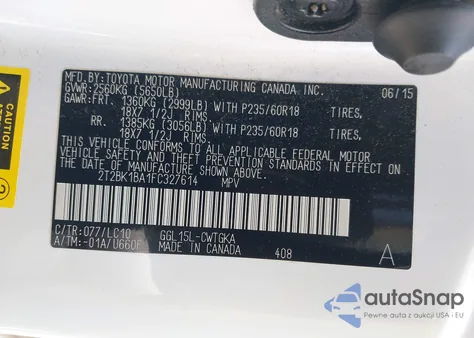 MFD.BY: TOYOTA MOTOR MANUFACTURING CANADA, INC. 06/15
GVWR: 2560KG (5650LB)
GAWR: FRT. 1360KG (2999LB) WITH P235/60R18 TIRES,
18X7 1/2J RIMS,
RR. 1385KG (3056LB) WITH P235/60R18 TIRES,
18X7 1/2J RIMS,
THIS VEHICLE CONFORMS TO ALL APPLICABLE FEDERAL MOTOR
VEHICLE SAFETY AND THEFT PREVENTION STANDARDS IN EFFECT
ON THE DATE OF MANUFACTURE SHOWN ABOVE.
2T2BK1BA1FC327614 MPV
C/TR: 077/LC10 GGL15L-CWTGKA
A/TM: -01A/U660F MADE IN CANADA 408 A
CAUTION
autoSnap
Pewne auta z aukcji USA - EU